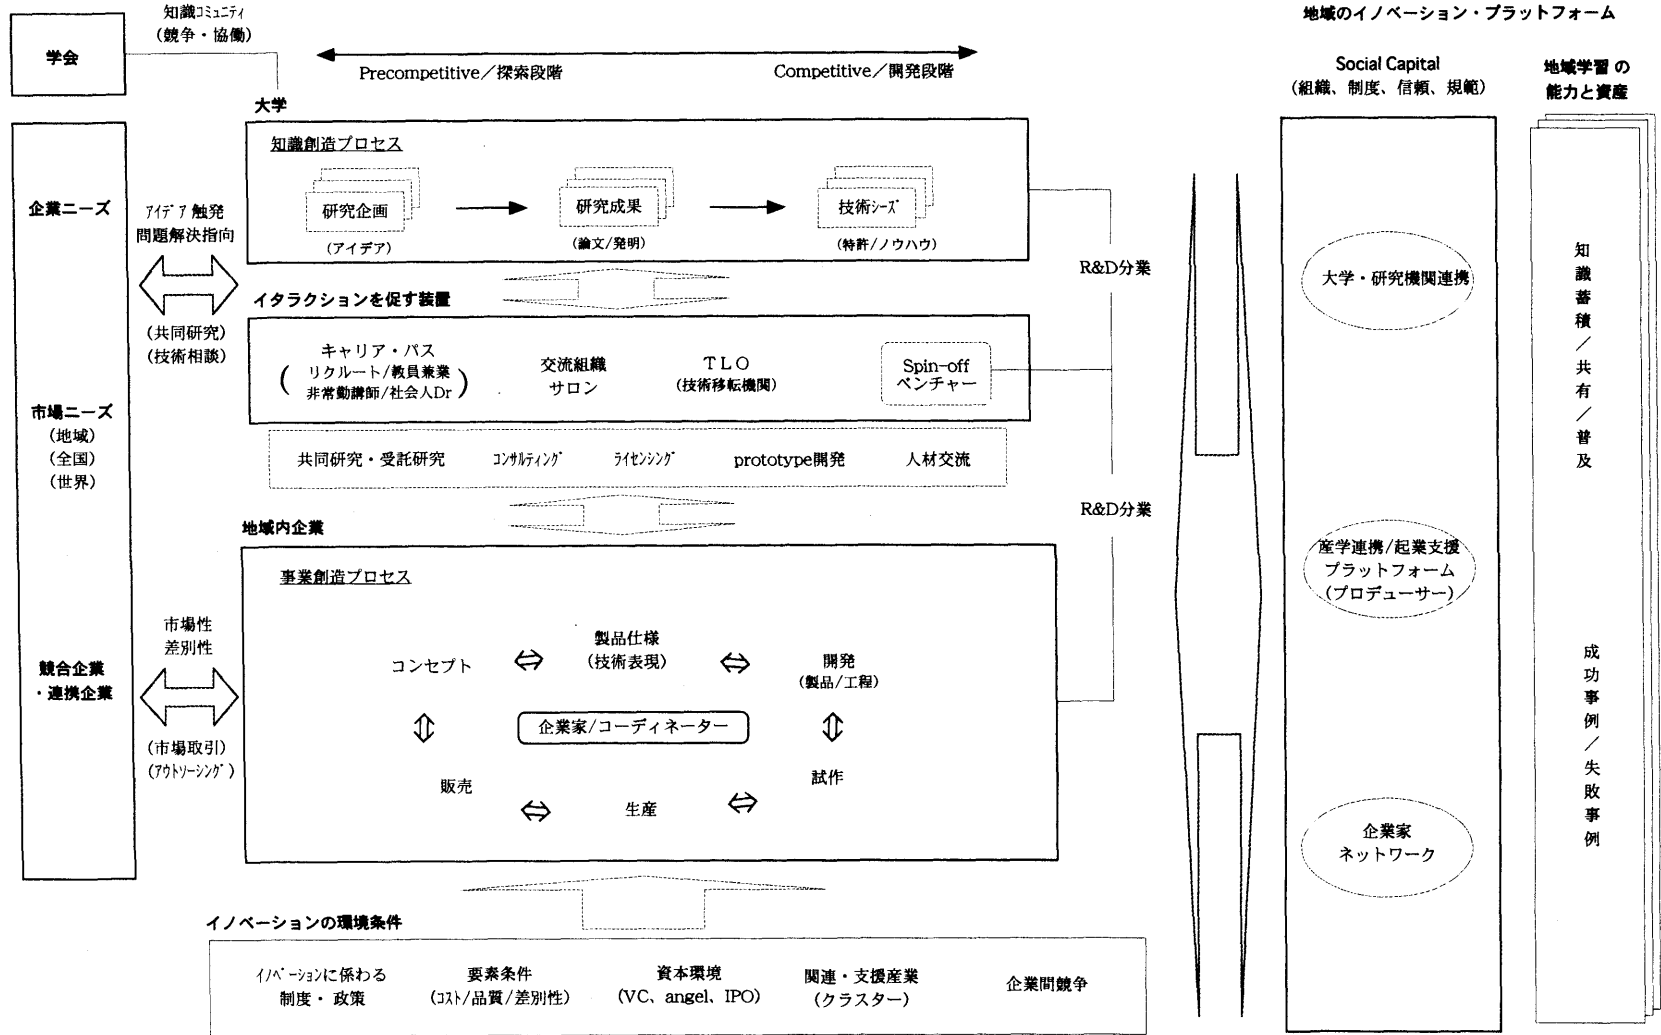 学会
知識ｺﾐｭﾆﾃｨ
(競争・協働)
Precompetitive／探索段階
Competitive／開発段階
企業ニーズ
市場ニーズ
(地域)
(全国)
(世界)
競合企業
・連携企業
ｱｲﾃﾞｱ 触発
問題解決指向
(共同研究)
(技術相談)
市場性
差別性
(市場取引)
(ｱｳﾄｿｰｼﾝｸﾞ)
大学
知識創造プロセス
研究企画
(アイデア)
研究成果
(論文/発明)
技術ｼｰｽﾞ
(特許/ノウハウ)
イタラクションを促す装置
キャリア・パス
(リクルート/教員兼業
非常勤講師/社会人Dr)
交流組織
サロン
ＴＬＯ
(技術移転機関)
Spin-off
ベンチャー
共同研究・受託研究
ｺﾝｻﾙﾃｨﾝｸﾞ
ﾗｲｾﾝｼﾝｸﾞ
prototype開発
人材交流
R&D分業
R&D分業
地域内企業
事業創造プロセス
コンセプト
製品仕様
(技術表現)
開発
(製品/工程)
企業家/コーディネーター
販売
生産
試作
イノベーションの環境条件
ｲﾉﾍﾞｰｼｮﾝに係わる
制度・ 政策
要素条件
(ｺｽﾄ/品質/差別性)
資本環境
(VC、angel、IPO)
関連・支援産業
(クラスター)
企業間競争
地域のイノベーション・プラットフォーム
Social Capital
(組織、制度、信頼、規範)
大学・研究機関連携
産学連携/起業支援
プラットフォーム
(プロデューサー)
企業家
ネットワーク
地域学習 の
能力と資産
知識蓄積／共有／普及
成功事例／失敗事例